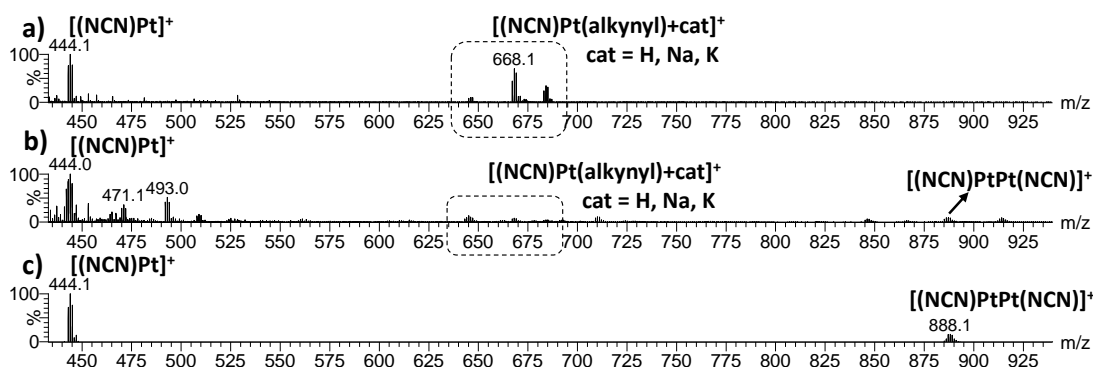 a) [(NCN)Pt]⁺ [(NCN)Pt(alkynyl)+cat]⁺
444.1 cat = H, Na, K
100
668.1
%
0
450 475 500 525 550 575 600 625 650 675 700 725 750 775 800 825 850 875 900 925 m/z
b) [(NCN)Pt]⁺
444.0 [(NCN)Pt(alkynyl)+cat]⁺ [(NCN)PtPt(NCN)]⁺
100
471.1 493.0 cat = H, Na, K
%
0
450 475 500 525 550 575 600 625 650 675 700 725 750 775 800 825 850 875 900 925 m/z
c) [(NCN)Pt]⁺
444.1 [(NCN)PtPt(NCN)]⁺
100
888.1
%
0
450 475 500 525 550 575 600 625 650 675 700 725 750 775 800 825 850 875 900 925 m/z